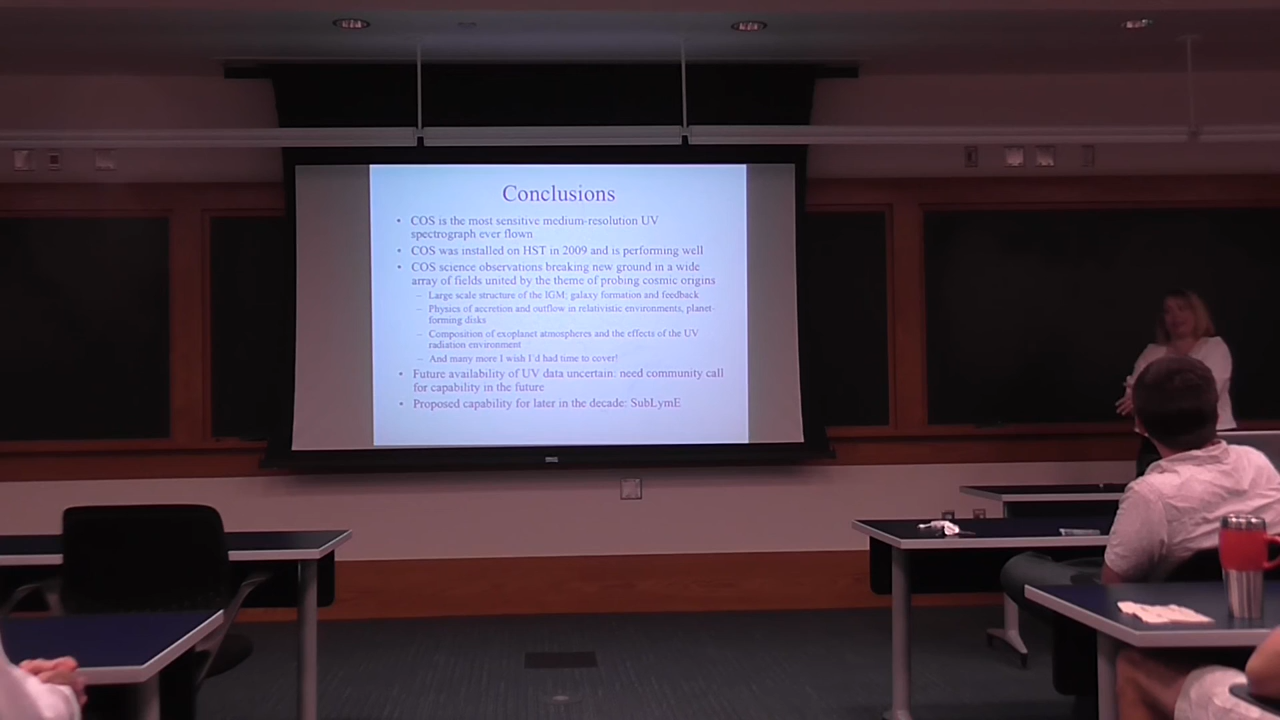 Conclusions
• COS is the most sensitive medium-resolution UV
spectrograph ever flown
• COS was installed on HST in 2009 and is performing well
• COS science observations breaking new ground in a wide
array of fields united by the theme of probing cosmic origins
– Large scale structure of the IGM; galaxy formation and feedback
– Physics of accretion and outflow in relativistic environments, planet-
forming disks
– Composition of exoplanet atmospheres and the effects of the UV
radiation environment
– And many more I wish I'd had time to cover!
• Future availability of UV data uncertain: need community call
for capability in the future
• Proposed capability for later in the decade: SubLymE